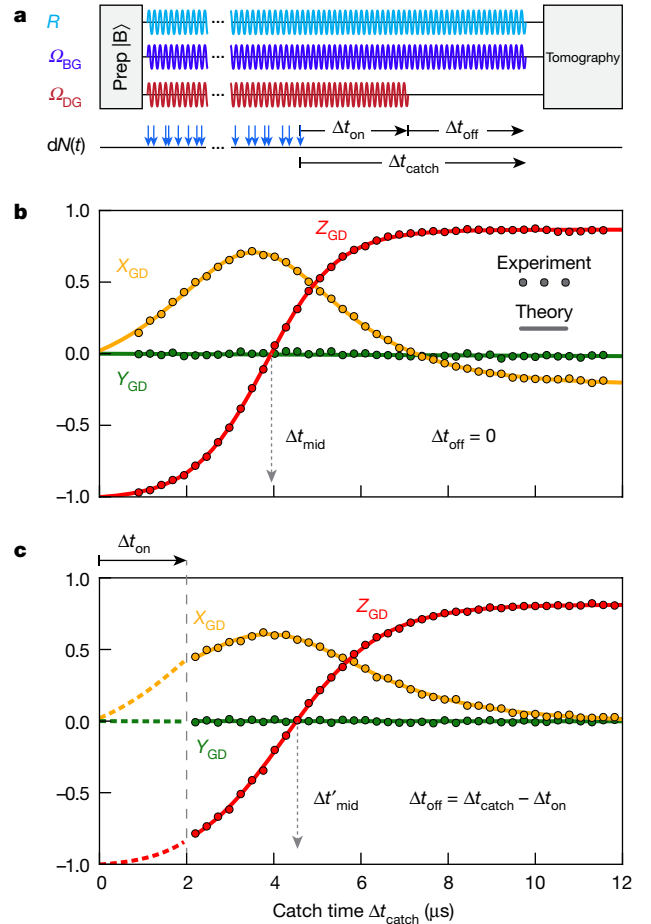 a
R
Ω_BG
Ω_DG
Prep |B⟩
...
Tomography
dN(t)
...
Δt_on
Δt_off
Δt_catch
b
1.0
0.5
0.0
−0.5
−1.0
X_GD
Z_GD
Y_GD
Experiment
Theory
Δt_mid
Δt_off = 0
c
Δt_on
1.0
0.5
0.0
−0.5
−1.0
X_GD
Z_GD
Y_GD
Δt'_mid
Δt_off = Δt_catch − Δt_on
0 2 4 6 8 10 12
Catch time Δt_catch (μs)